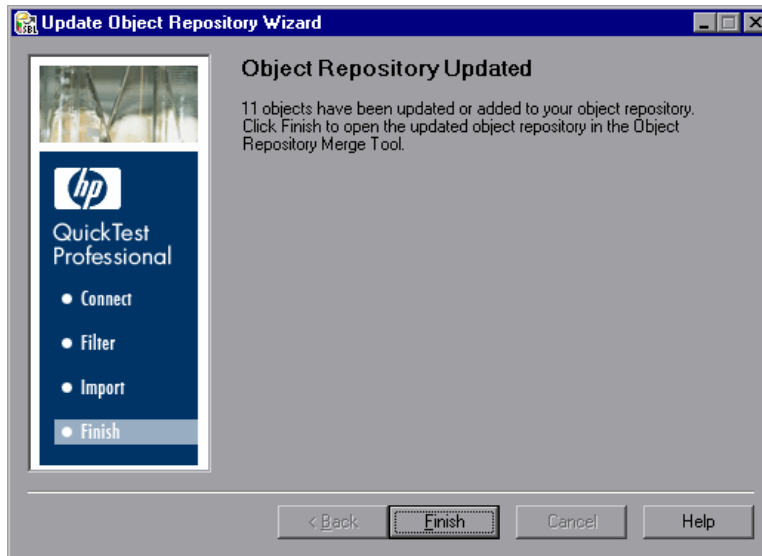 SBL
Update Object Repository Wizard
Object Repository Updated
11 objects have been updated or added to your object repository.
Click Finish to open the updated object repository in the Object
Repository Merge Tool.
hp
QuickTest
Professional
Connect
Filter
Import
Finish
< Back
Finish
Cancel
Help